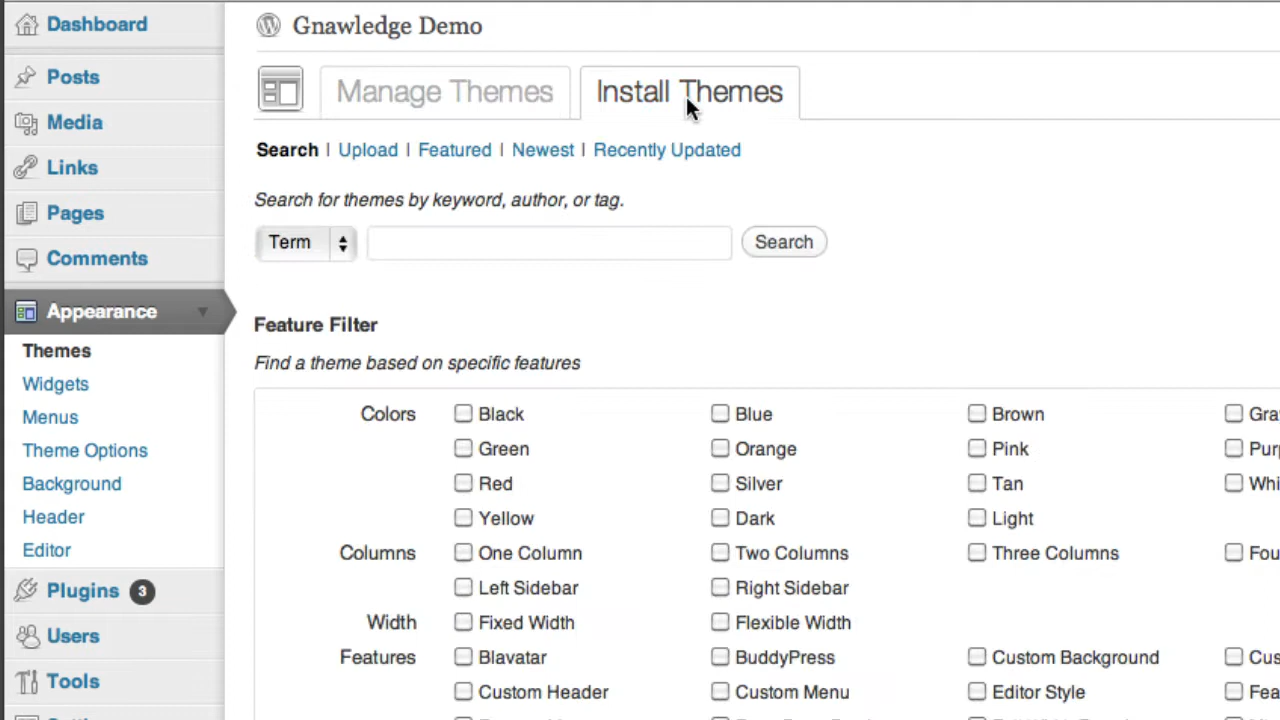 Dashboard
Posts
Media
Links
Pages
Comments
Appearance
Themes
Widgets
Menus
Theme Options
Background
Header
Editor
Plugins 3
Users
Tools
Gnawledge Demo
Manage Themes Install Themes
Search | Upload | Featured | Newest | Recently Updated
Search for themes by keyword, author, or tag.
Term Search
Feature Filter
Find a theme based on specific features
Colors Black Blue Brown
Green Orange Pink
Red Silver Tan
Yellow Dark Light
Columns One Column Two Columns Three Columns
Left Sidebar Right Sidebar
Width Fixed Width Flexible Width
Features Blavatar BuddyPress Custom Background
Custom Header Custom Menu Editor Style